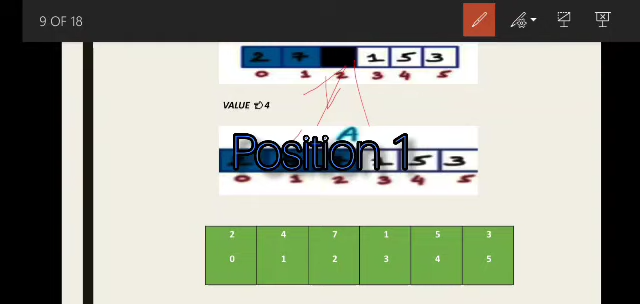 9 OF 18
2 7 1 5 3
0 1 2 3 4 5
VALUE 4
4
Position 1
5 3
0 1 2 3 4 5
2 4 7 1 5 3
0 1 2 3 4 5